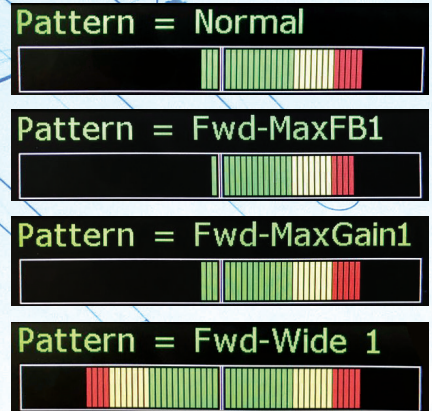 Pattern = Normal
Pattern = Fwd-MaxFB1
Pattern = Fwd-MaxGain1
Pattern = Fwd-Wide 1